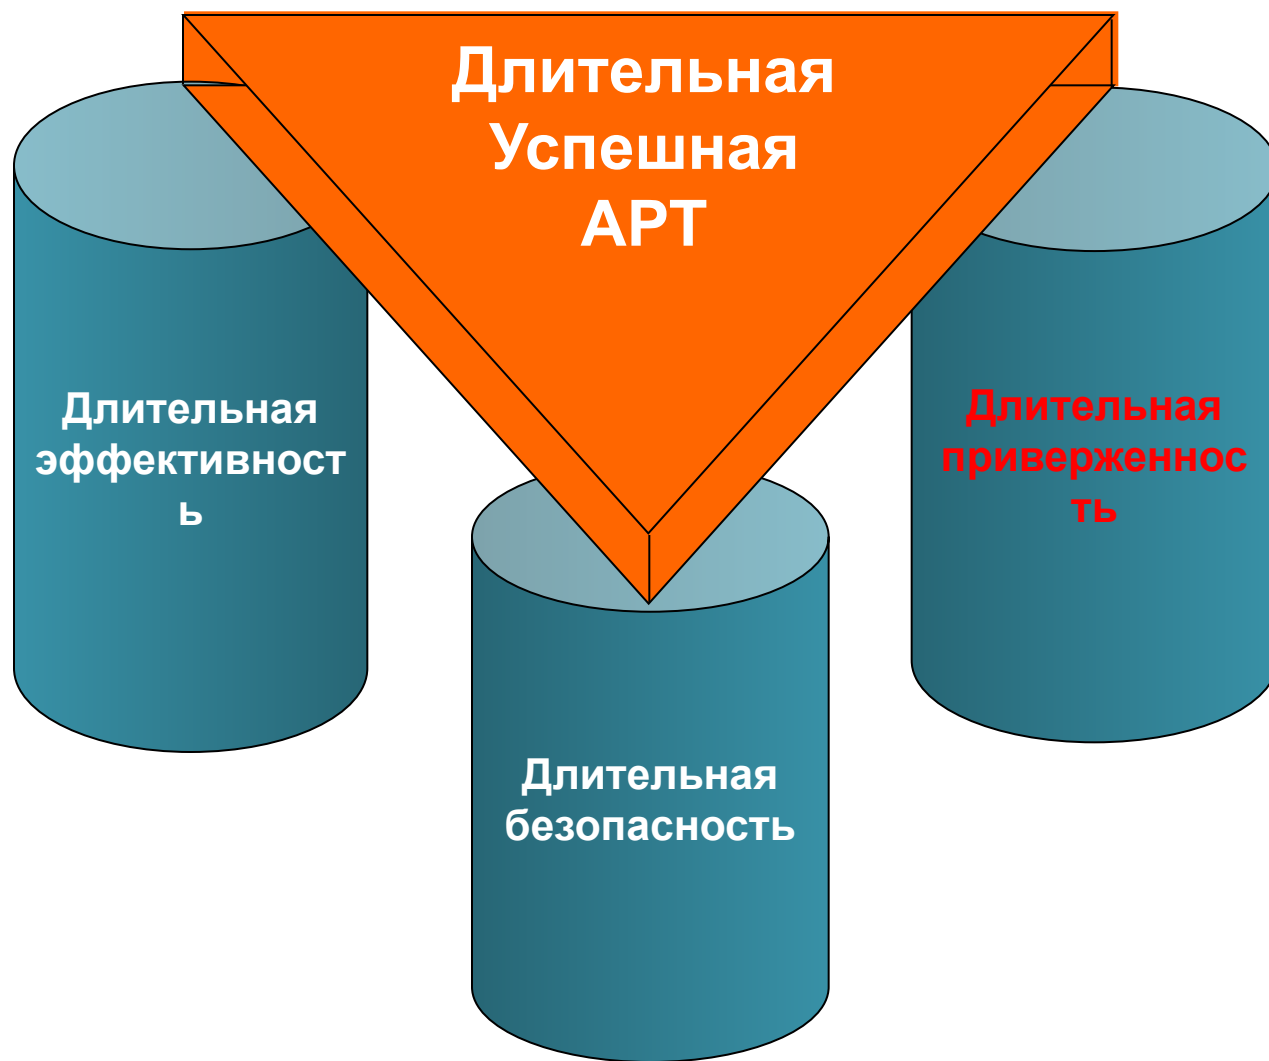 Длительная
Успешная
АРТ
Длительная
эффективност
ь
Длительная
приверженнос
ть
Длительная
безопасность